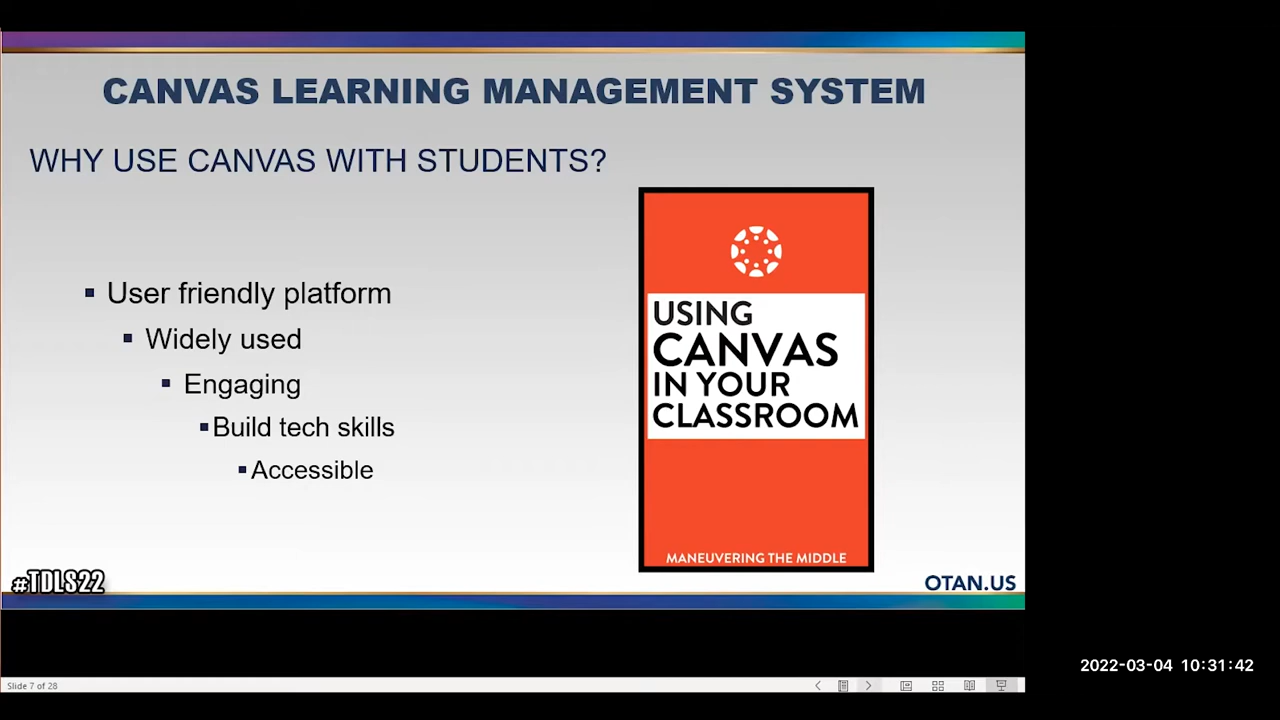 CANVAS LEARNING MANAGEMENT SYSTEM
WHY USE CANVAS WITH STUDENTS?
▪ User friendly platform
▪ Widely used
▪ Engaging
▪Build tech skills
▪Accessible
USING
CANVAS
IN YOUR
CLASSROOM
MANEUVERING THE MIDDLE
#TDLS22
OTAN.US
2022-03-04 10:31:42
Slide 7 of 28